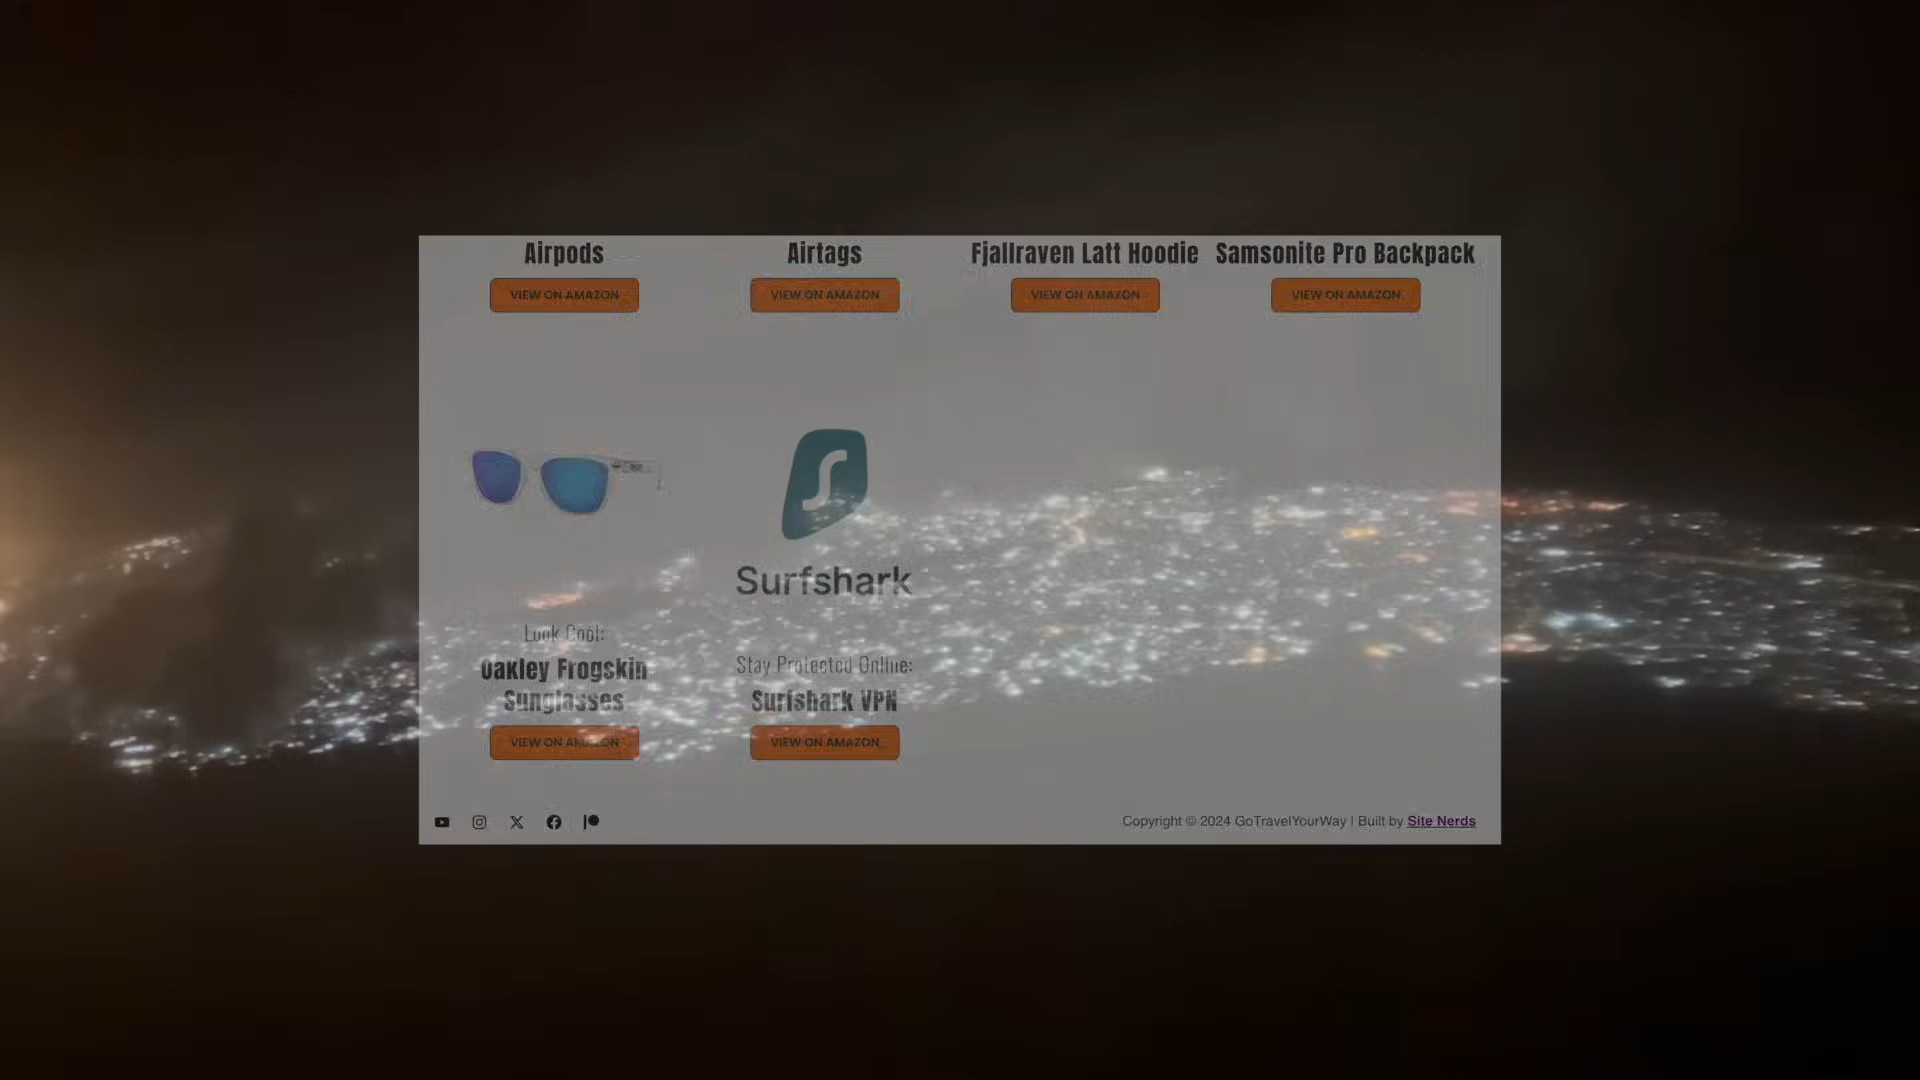 Airpods
Airtags
Fjallraven Latt Hoodie
Samsonite Pro Backpack
VIEW ON AMAZON
VIEW ON AMAZON
VIEW ON AMAZON
VIEW ON AMAZON
Surfshark
Look Cool:
Oakley Frogskin
Sunglasses
VIEW ON AMAZON
Stay Protected Online:
Surfshark VPN
VIEW ON AMAZON
Copyright © 2024 GoTravelYourWay | Built by Site Nerds